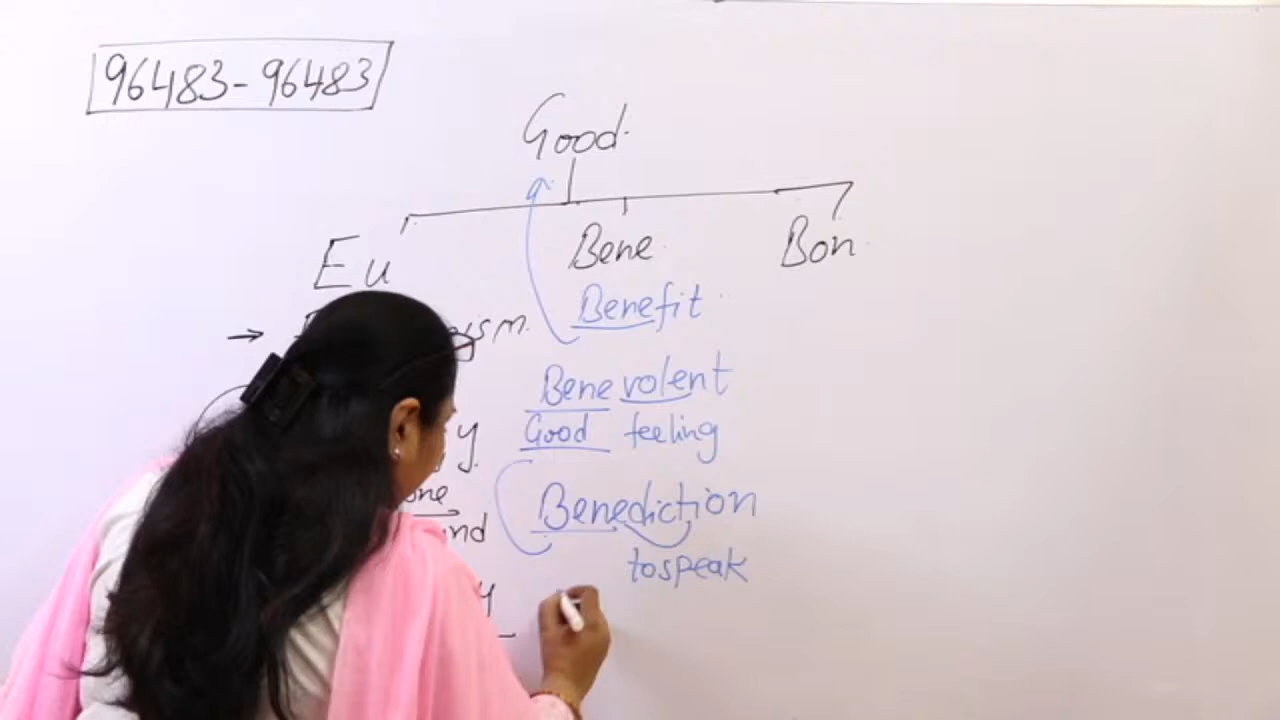 96483-96483
Good
Eu Bene Bon
Benefit
Benevolent
Good feeling
Benediction
to speak